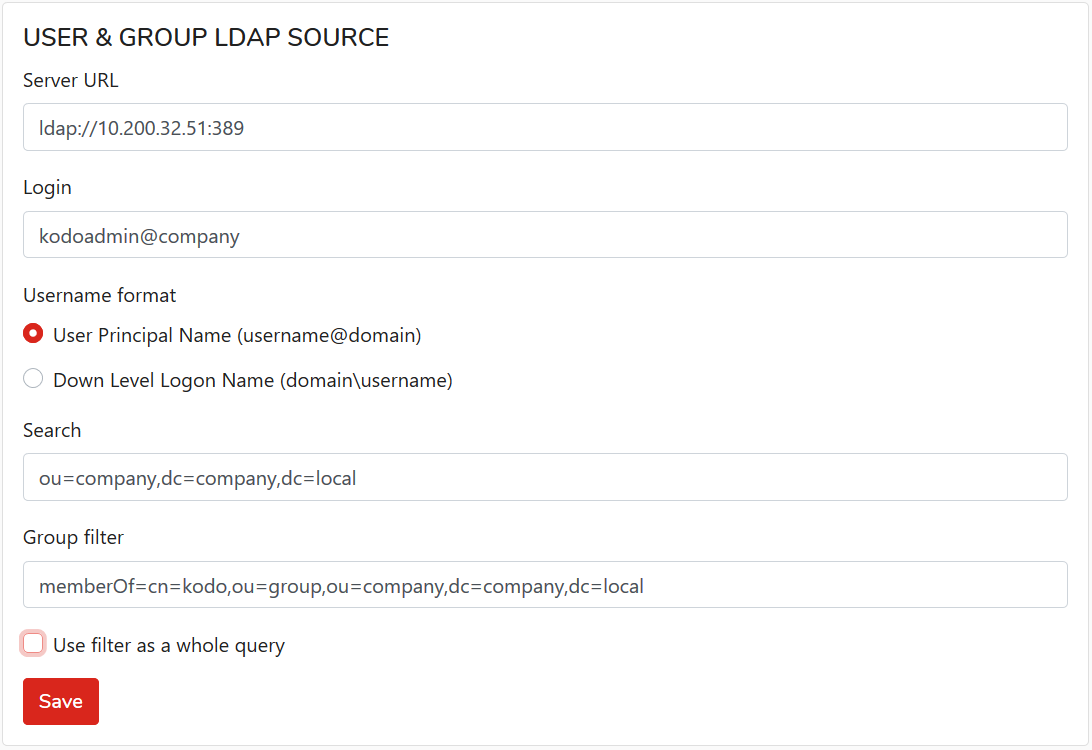 USER & GROUP LDAP SOURCE
Server URL
ldap://10.200.32.51:389
Login
kodoadmin@company
Username format
User Principal Name (username@domain)
Down Level Logon Name (domain\username)
Search
ou=company,dc=company,dc=local
Group filter
memberOf=cn=kodo,ou=group,ou=company,dc=company,dc=local
Use filter as a whole query
Save